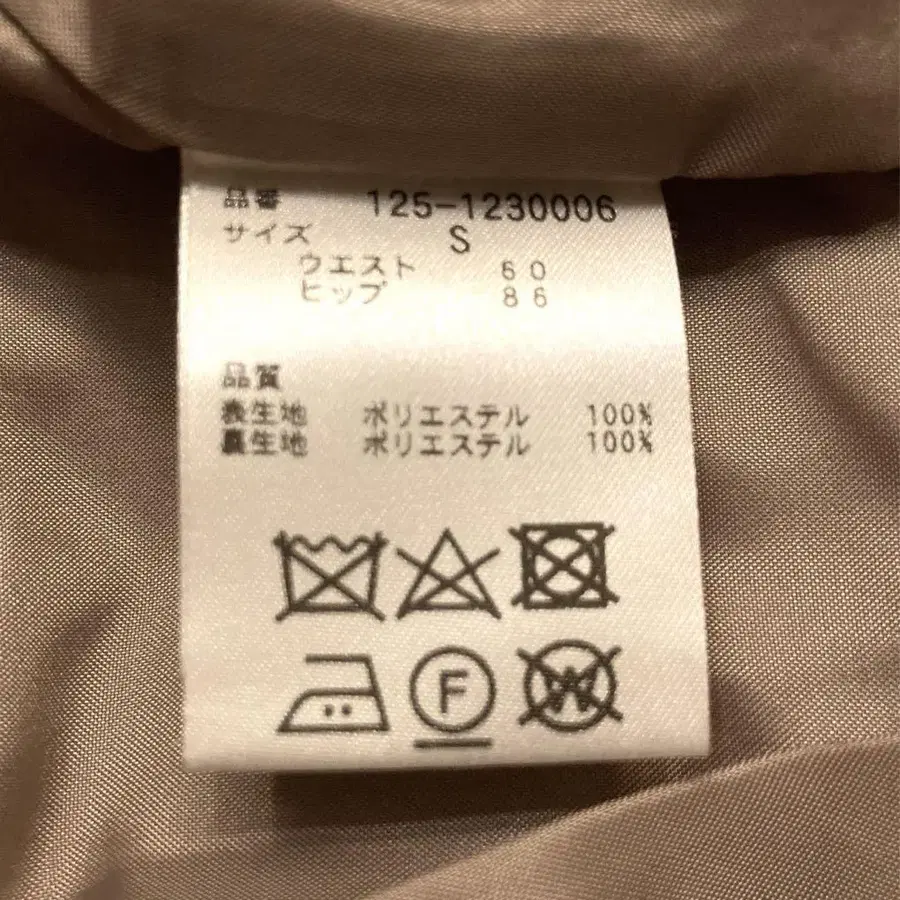 品番 125-1230006
サイズ S
ウエスト 60
ヒップ 86
品質
表生地 ポリエステル 100%
裏生地 ポリエステル 100%
F
W